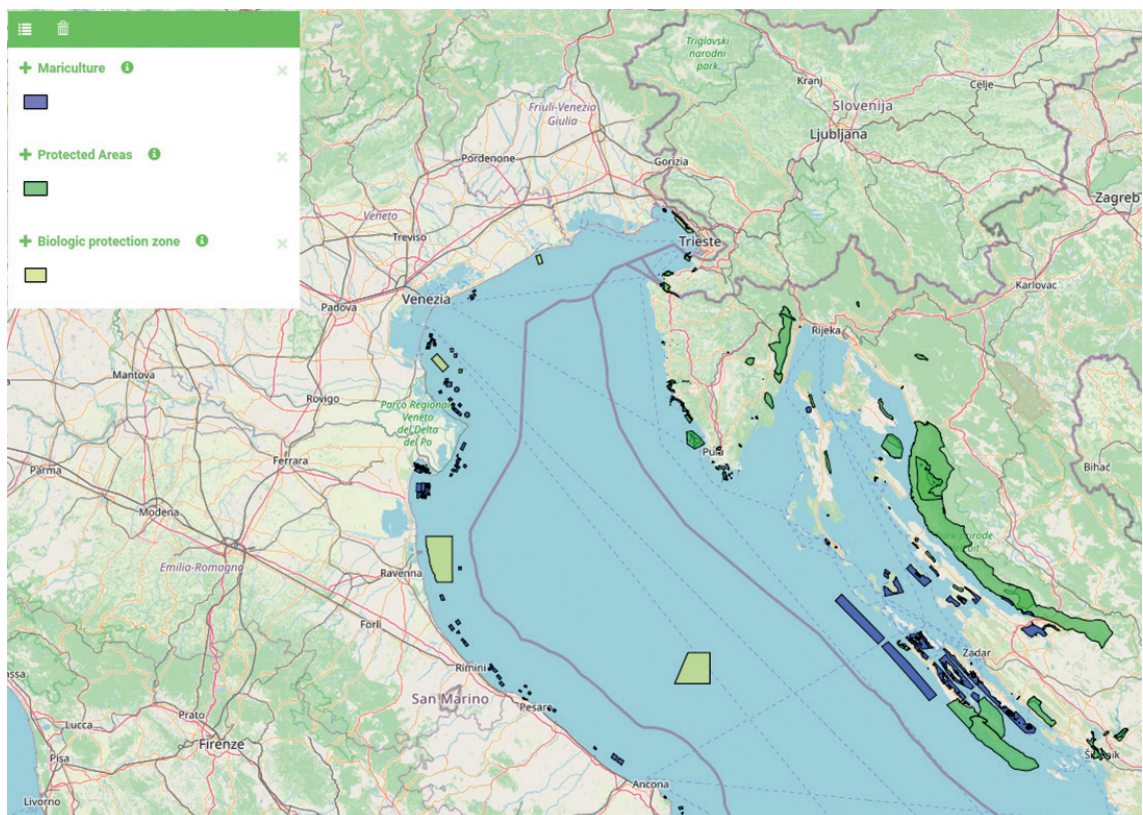 Mariculture
Protected Areas
Biologic protection zone
Triglavski
narodni
park
Kranj
Celje
Slovenija
Ljubljana
Friuli-Venezia
Giulia
Pordenone
Gorizia
Zagreb
Veneto
Treviso
Trieste
Karlovac
Padova
Venezia
Rijeka
Mantova
Rovigo
Parco Regionale
Veneto
del Delta
del Po
Pula
Bihać
Parma
Ferrara
Modena
Emilia-Romagna
Ravenna
Forlì
Zadar
Rimini
San Marino
Pesaro
Prato
Lucca
Firenze
Pisa
Ancona
Livorno